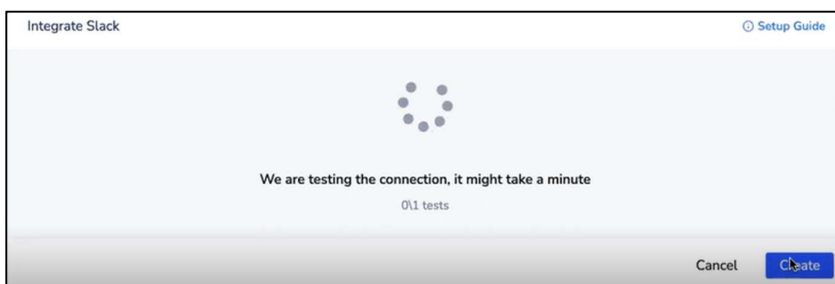 Integrate Slack
Setup Guide
We are testing the connection, it might take a minute
0\1 tests
Cancel
Create